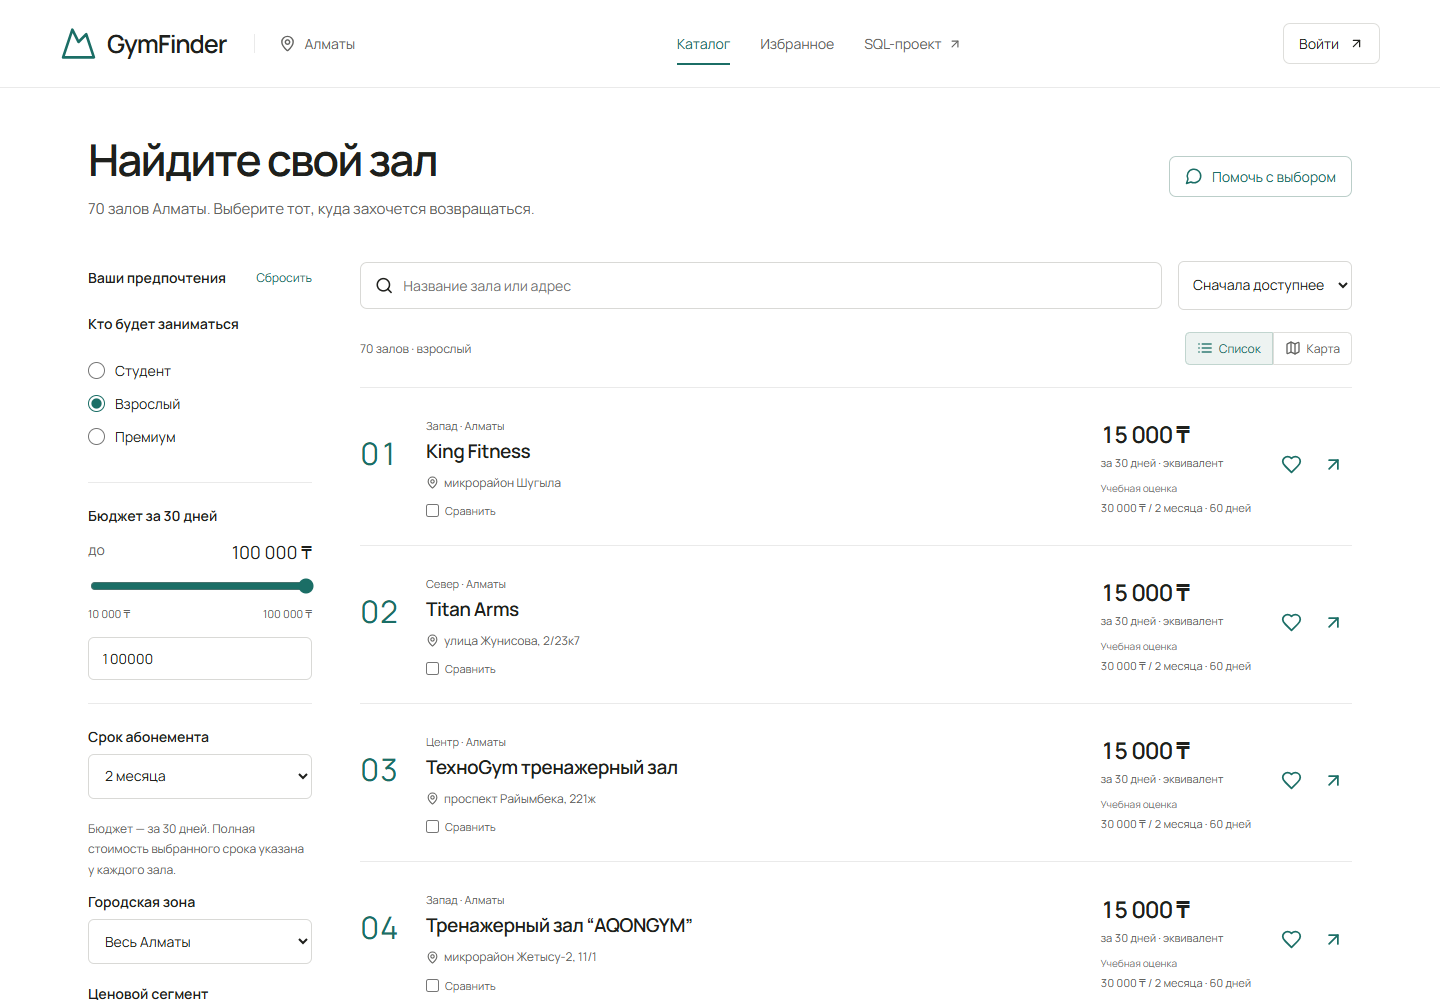 GymFinder
Алматы
Каталог
Избранное
SQL-проект
Войти
Найдите свой зал
70 залов Алматы. Выберите тот, куда захочется возвращаться.
Помочь с выбором
Ваши предпочтения
Сбросить
Кто будет заниматься
Студент
Взрослый
Премиум
Бюджет за 30 дней
до
100 000 ₸
10 000 ₸
100 000 ₸
100000
Срок абонемента
2 месяца
Бюджет — за 30 дней. Полная
стоимость выбранного срока указана
у каждого зала.
Городская зона
Весь Алматы
Ценовой сегмент
Название зала или адрес
Сначала доступнее
70 залов · взрослый
Список
Карта
01
Запад · Алматы
King Fitness
микрорайон Шугыла
Сравнить
15 000 ₸
за 30 дней · эквивалент
Учебная оценка
30 000 ₸ / 2 месяца · 60 дней
02
Север · Алматы
Titan Arms
улица Жунисова, 2/23к7
Сравнить
15 000 ₸
за 30 дней · эквивалент
Учебная оценка
30 000 ₸ / 2 месяца · 60 дней
03
Центр · Алматы
ТехноGym тренажерный зал
проспект Райымбека, 221ж
Сравнить
15 000 ₸
за 30 дней · эквивалент
Учебная оценка
30 000 ₸ / 2 месяца · 60 дней
04
Запад · Алматы
Тренажерный зал “AQONGYM”
микрорайон Жетысу-2, 11/1
Сравнить
15 000 ₸
за 30 дней · эквивалент
Учебная оценка
30 000 ₸ / 2 месяца · 60 дней